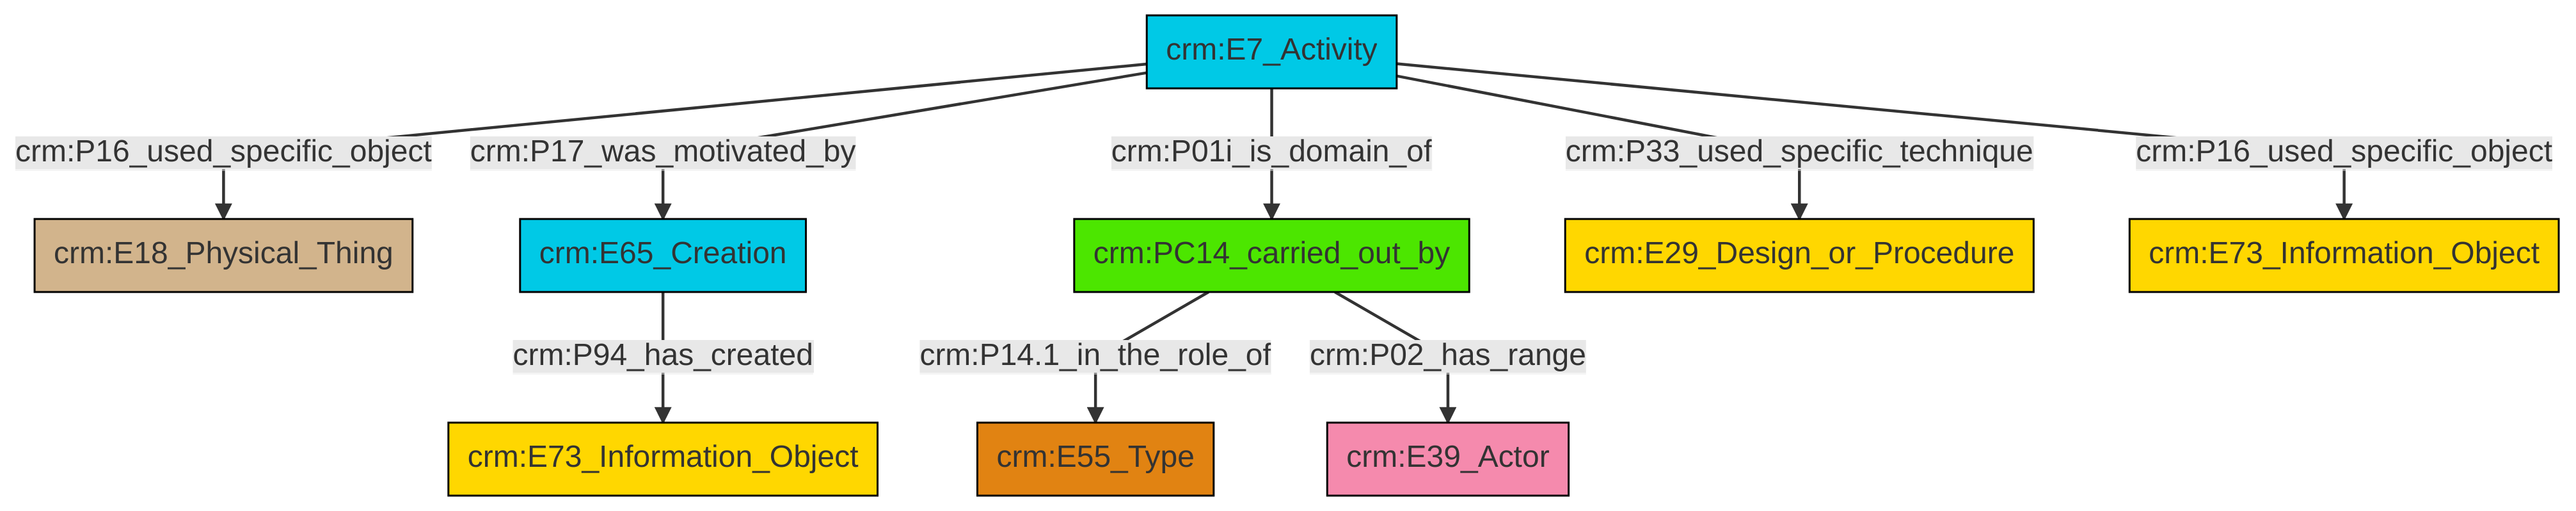 crm:E7_Activity
crm:P16_used_specific_object
crm:P17_was_motivated_by
crm:P01i_is_domain_of
crm:P33_used_specific_technique
crm:P16_used_specific_object
crm:E18_Physical_Thing
crm:E65_Creation
crm:PC14_carried_out_by
crm:E29_Design_or_Procedure
crm:E73_Information_Object
crm:P94_has_created
crm:P14.1_in_the_role_of
crm:P02_has_range
crm:E73_Information_Object
crm:E55_Type
crm:E39_Actor